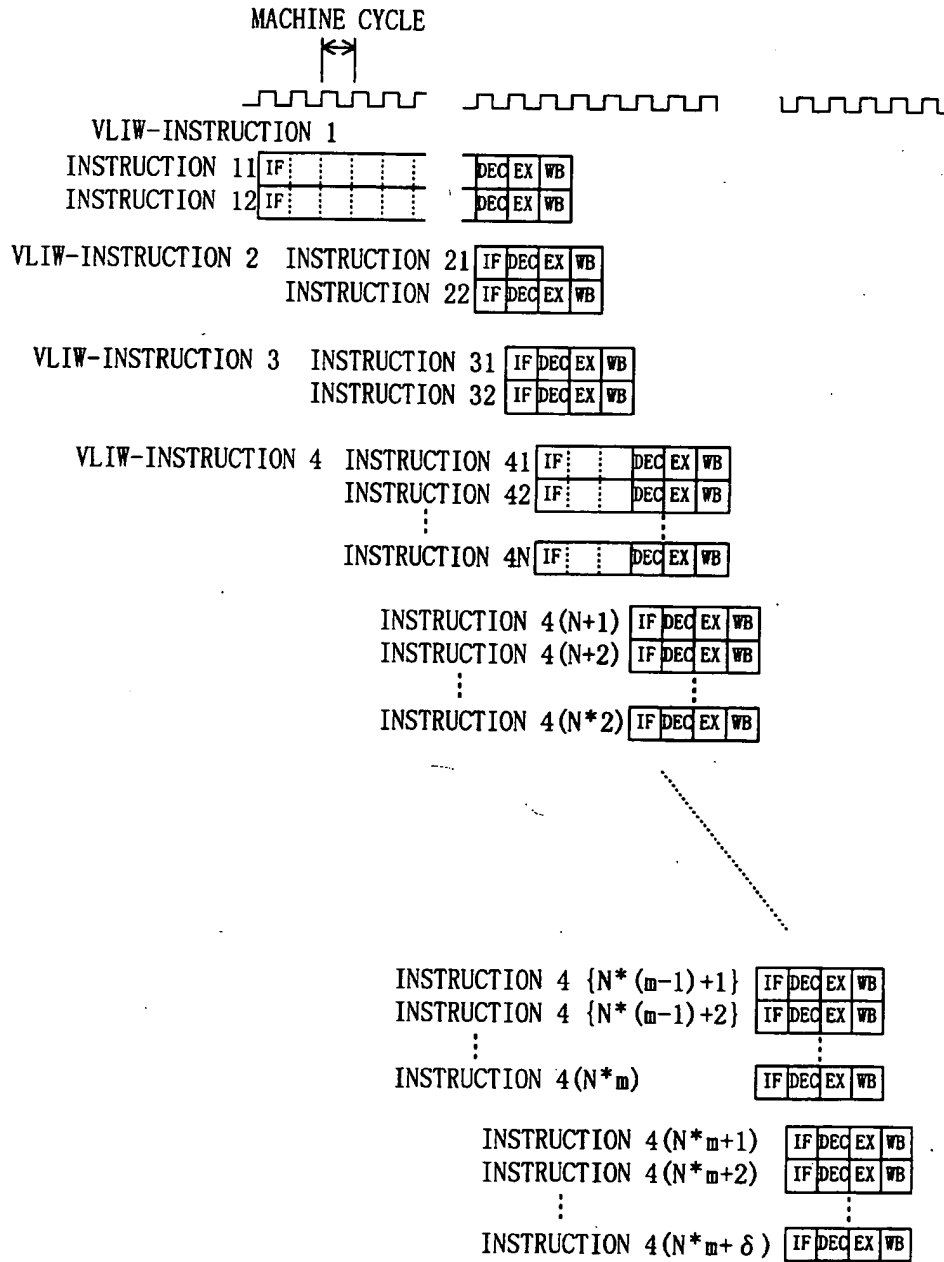 MACHINE CYCLE
VLIW-INSTRUCTION 1
INSTRUCTION 11 IF DEC EX WB
INSTRUCTION 12 IF DEC EX WB
VLIW-INSTRUCTION 2 INSTRUCTION 21 IF DEC EX WB
INSTRUCTION 22 IF DEC EX WB
VLIW-INSTRUCTION 3 INSTRUCTION 31 IF DEC EX WB
INSTRUCTION 32 IF DEC EX WB
VLIW-INSTRUCTION 4 INSTRUCTION 41 IF DEC EX WB
INSTRUCTION 42 IF DEC EX WB
INSTRUCTION 4N IF DEC EX WB
INSTRUCTION 4(N+1) IF DEC EX WB
INSTRUCTION 4(N+2) IF DEC EX WB
INSTRUCTION 4(N*2) IF DEC EX WB
INSTRUCTION 4 {N*(m-1)+1} IF DEC EX WB
INSTRUCTION 4 {N*(m-1)+2} IF DEC EX WB
INSTRUCTION 4(N*m) IF DEC EX WB
INSTRUCTION 4(N*m+1) IF DEC EX WB
INSTRUCTION 4(N*m+2) IF DEC EX WB
INSTRUCTION 4(N*m+δ) IF DEC EX WB